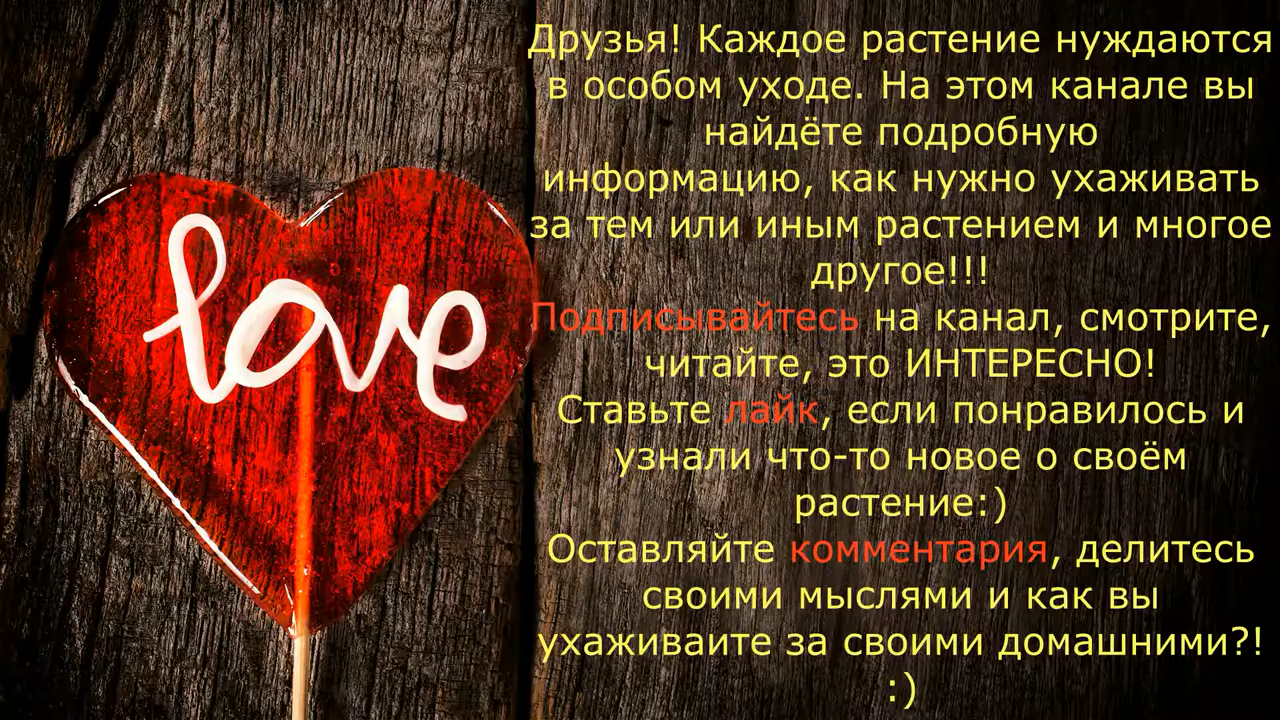 love
Друзья! Каждое растение нуждаются
в особом уходе. На этом канале вы
найдёте подробную
информацию, как нужно ухаживать
за тем или иным растением и многое
другое!!!
Подписывайтесь на канал, смотрите,
читайте, это ИНТЕРЕСНО!
Ставьте лайк, если понравилось и
узнали что-то новое о своём
растение:)
Оставляйте комментария, делитесь
своими мыслями и как вы
ухаживаите за своими домашними?!
:)